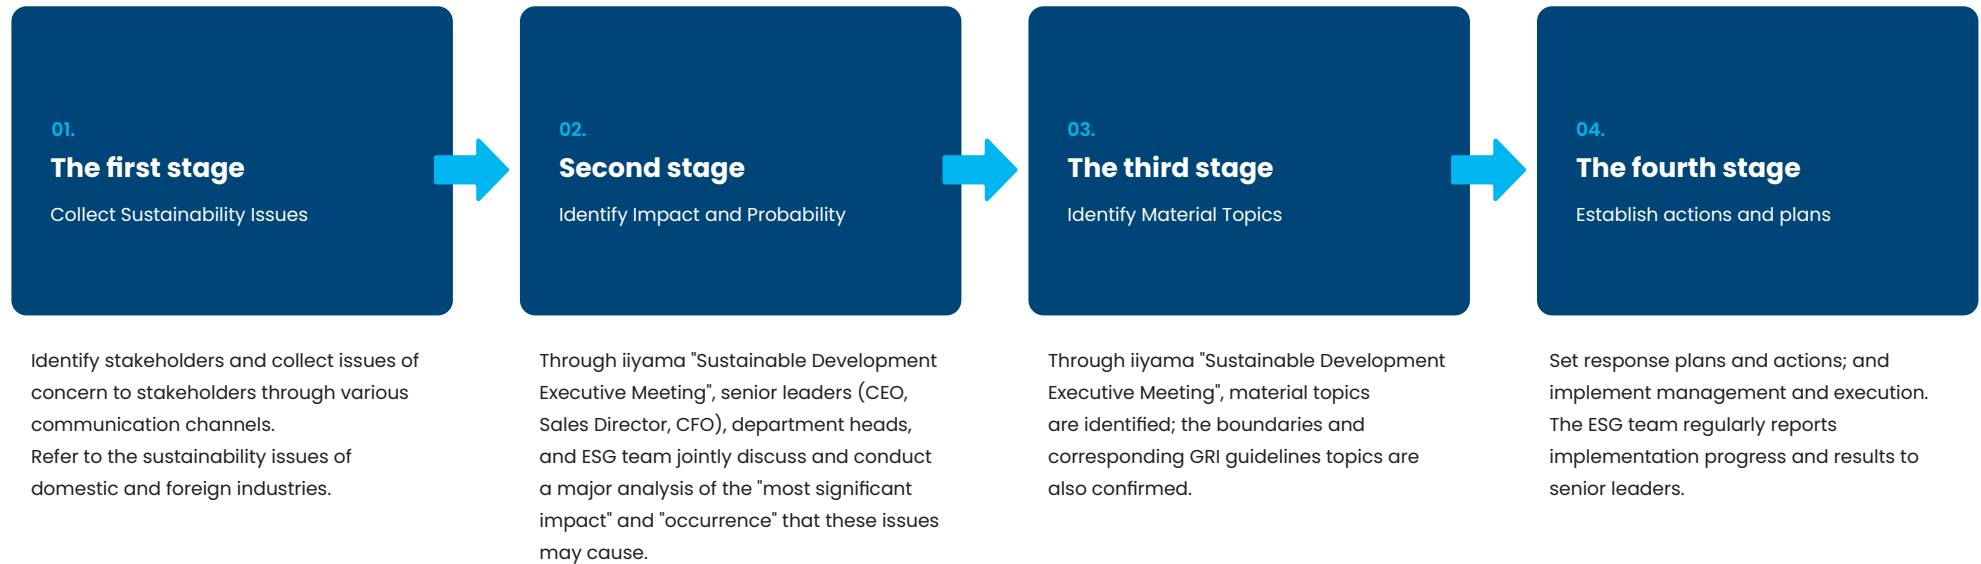 01.
The first stage
Collect Sustainability Issues
Identify stakeholders and collect issues of
concern to stakeholders through various
communication channels.
Refer to the sustainability issues of
domestic and foreign industries.
02.
Second stage
Identify Impact and Probability
Through iiyama "Sustainable Development
Executive Meeting", senior leaders (CEO,
Sales Director, CFO), department heads,
and ESG team jointly discuss and conduct
a major analysis of the "most significant
impact" and "occurrence" that these issues
may cause.
03.
The third stage
Identify Material Topics
Through iiyama "Sustainable Development
Executive Meeting", material topics
are identified; the boundaries and
corresponding GRI guidelines topics are
also confirmed.
04.
The fourth stage
Establish actions and plans
Set response plans and actions; and
implement management and execution.
The ESG team regularly reports
implementation progress and results to
senior leaders.